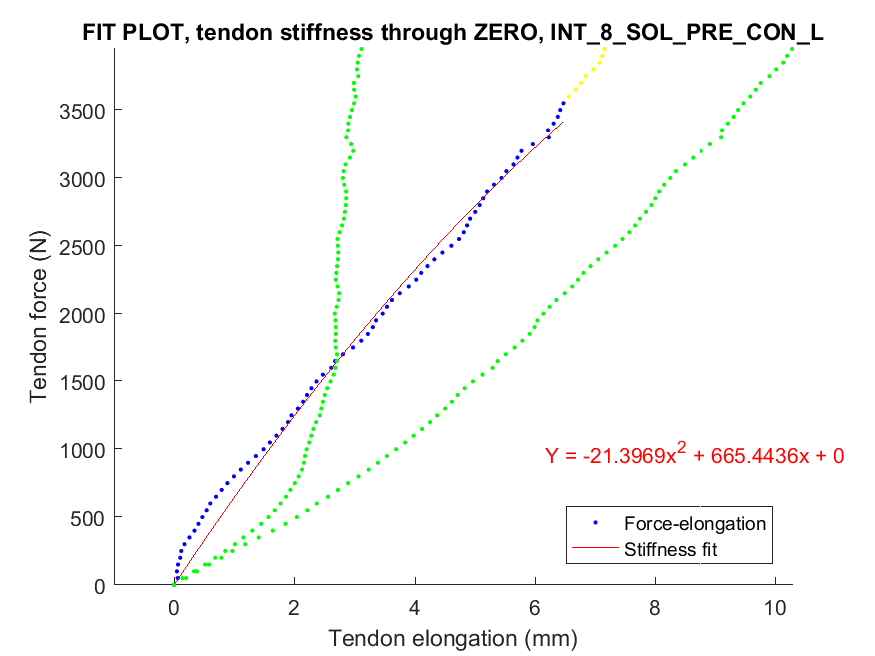 FIT PLOT, tendon stiffness through ZERO, INT_8_SOL_PRE_CON_L
3500
3000
2500
2000
1500
1000
500
0
Tendon force (N)
Y = -21.3969x² + 665.4436x + 0
Force-elongation
Stiffness fit
0 2 4 6 8 10
Tendon elongation (mm)